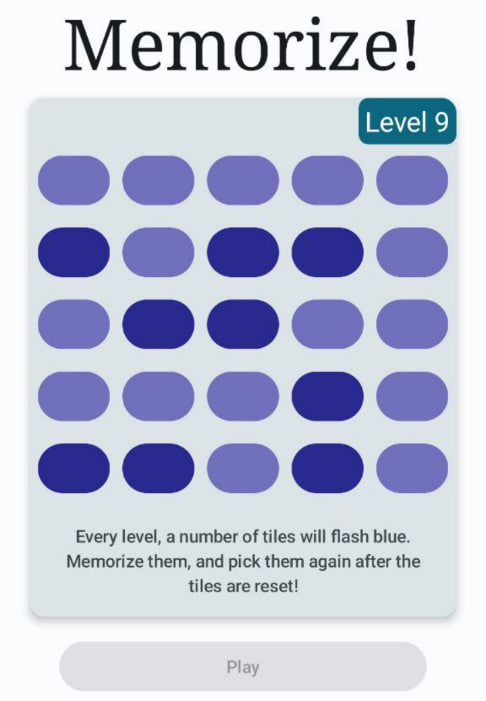 Memorize!
Level 9
Every level, a number of tiles will flash blue.
Memorize them, and pick them again after the
tiles are reset!
Play